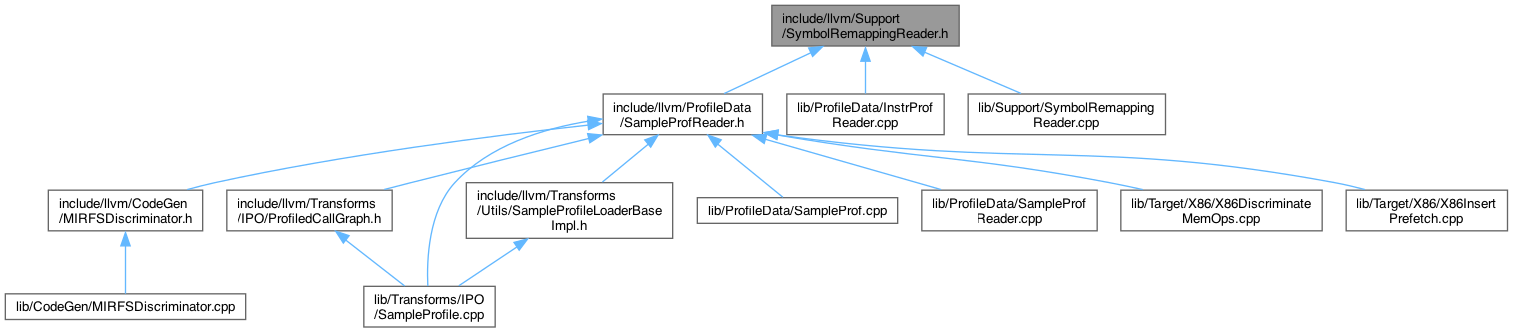 include/llvm/Support
/SymbolRemappingReader.h
include/llvm/ProfileData
/SampleProfReader.h
lib/ProfileData/InstrProf
Reader.cpp
lib/Support/SymbolRemapping
Reader.cpp
include/llvm/CodeGen
/MIRFSDiscriminator.h
include/llvm/Transforms
/IPO/ProfiledCallGraph.h
include/llvm/Transforms
/Utils/SampleProfileLoaderBase
Impl.h
lib/ProfileData/SampleProf.cpp
lib/ProfileData/SampleProf
Reader.cpp
lib/Target/X86/X86Discriminate
MemOps.cpp
lib/Target/X86/X86Insert
Prefetch.cpp
lib/CodeGen/MIRFSDiscriminator.cpp
lib/Transforms/IPO
/SampleProfile.cpp